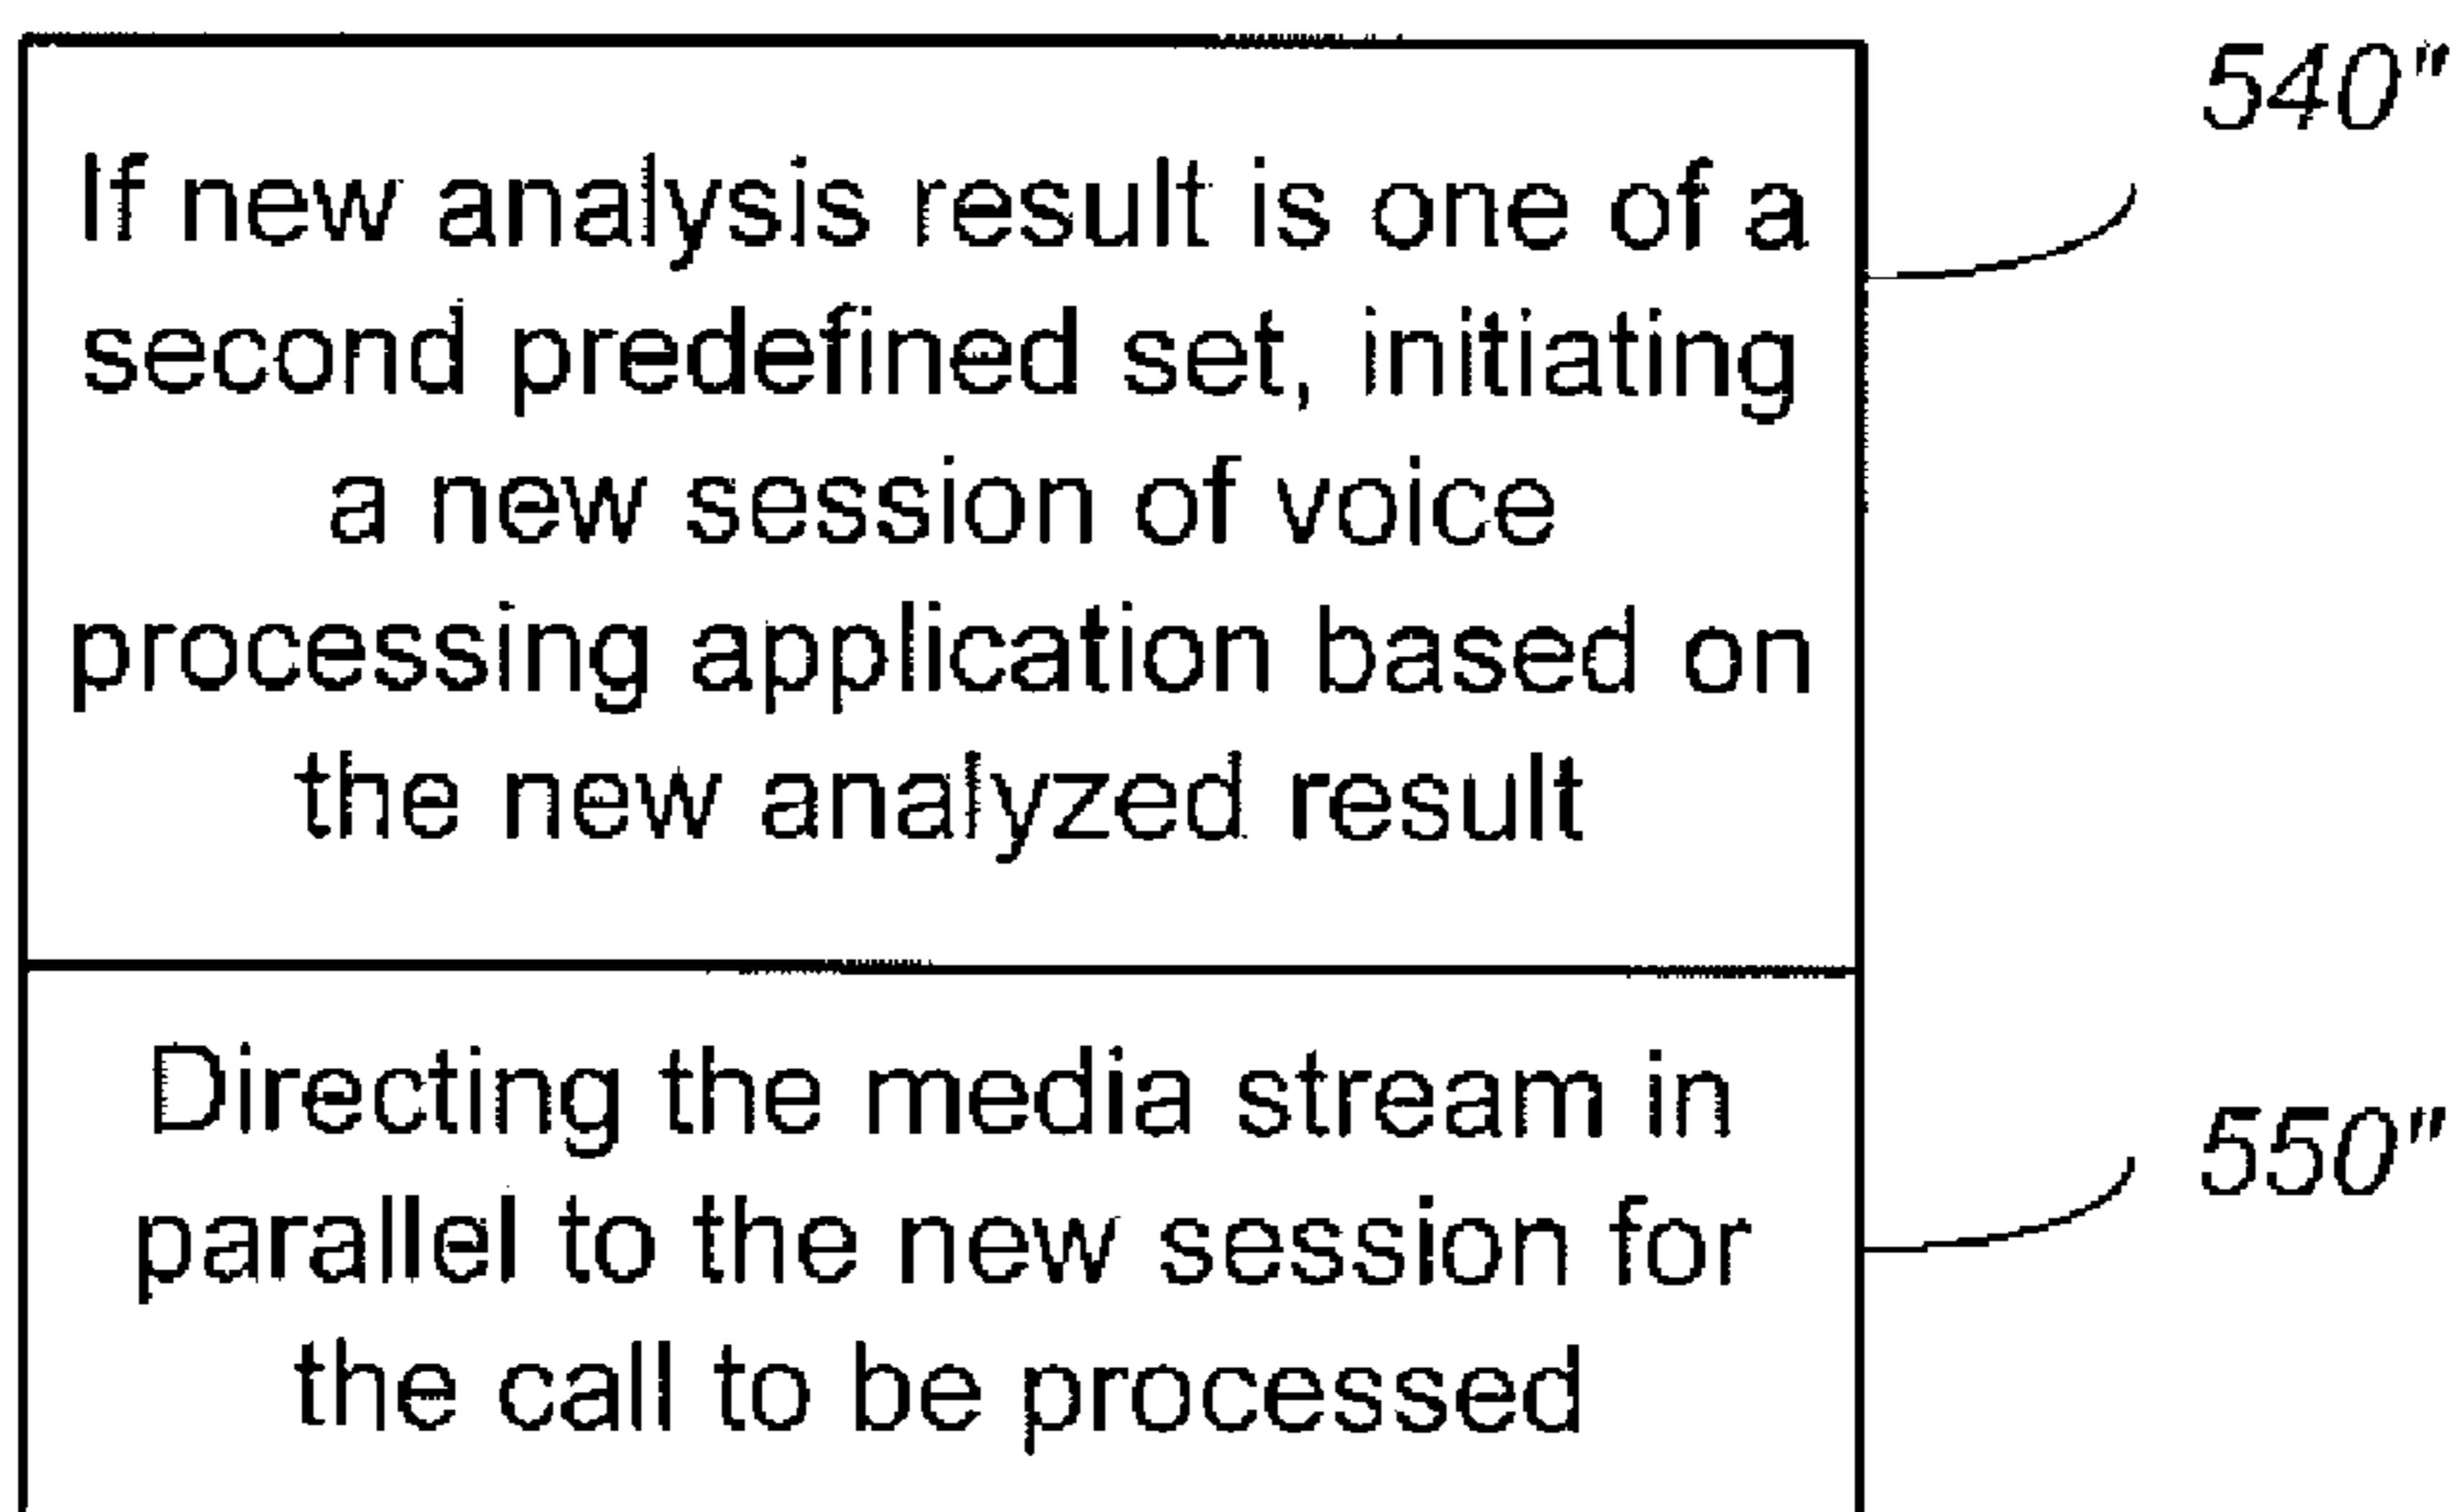 540"
If new analysis result is one of a
second predefined set, initiating
a new session of voice
processing application based on
the new analyzed result
550"
Directing the media stream in
parallel to the new session for
the call to be processed